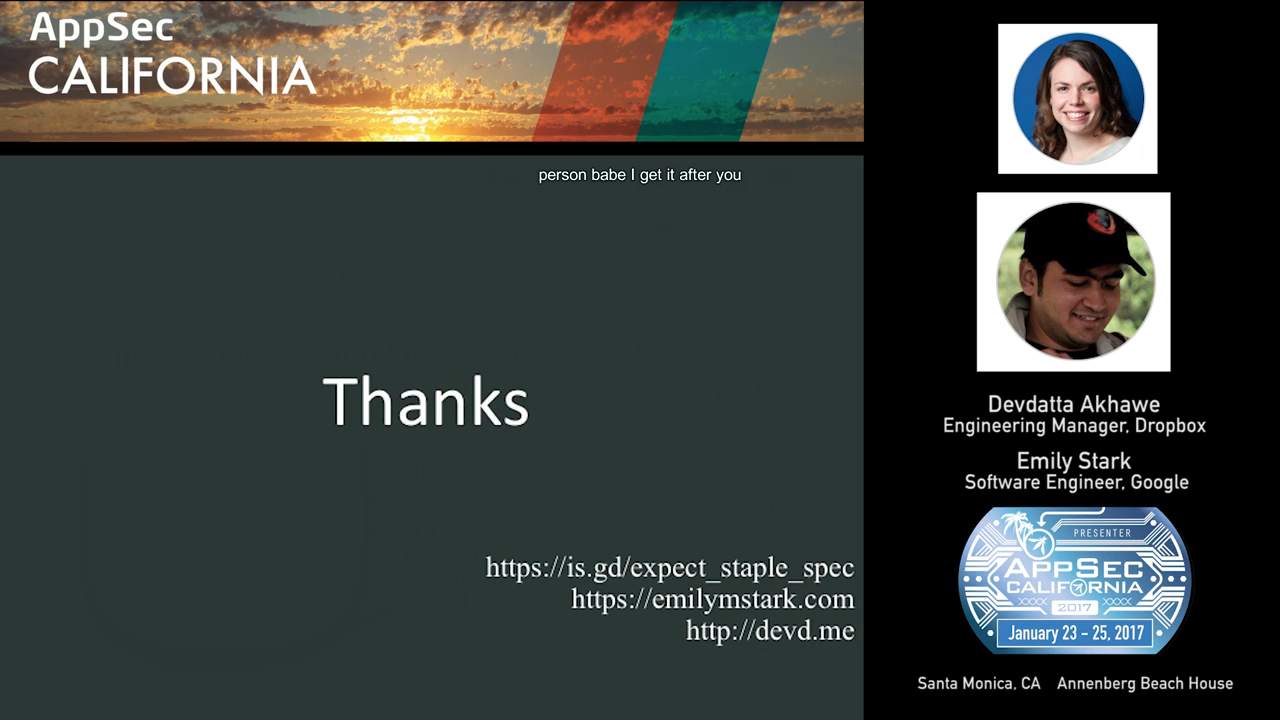 AppSec
CALIFORNIA
person babe I get it after you
Thanks
https://is.gd/expect_staple_spec
https://emilymstark.com
http://devd.me
Devdatta Akhawe
Engineering Manager, Dropbox
Emily Stark
Software Engineer, Google
PRESENTER
APPSEC
CALIFORNIA
2017
January 23 – 25, 2017
Santa Monica, CA Annenberg Beach House